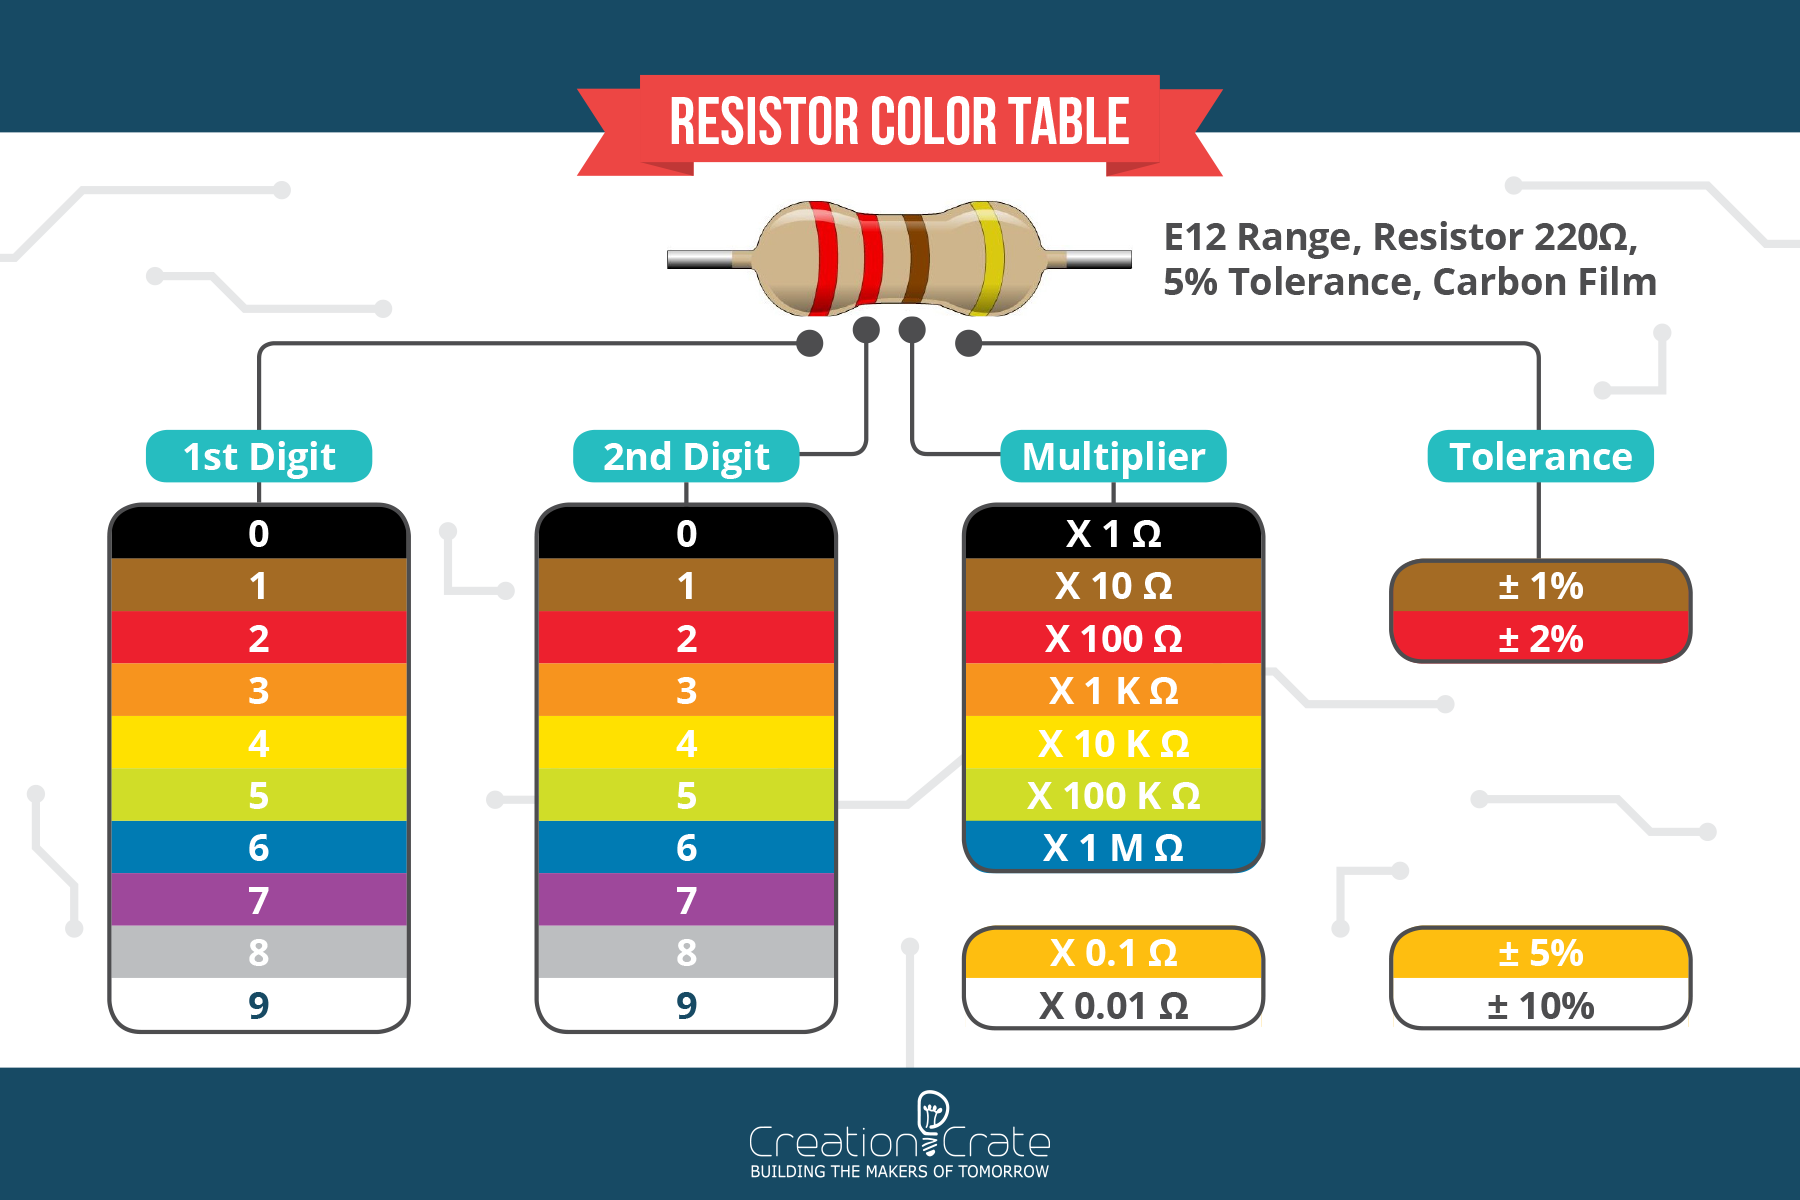 RESISTOR COLOR TABLE
E12 Range, Resistor 220Ω,
5% Tolerance, Carbon Film
1st Digit
2nd Digit
Multiplier
Tolerance
0
1
2
3
4
5
6
7
8
9
0
1
2
3
4
5
6
7
8
9
X 1 Ω
X 10 Ω
X 100 Ω
X 1 K Ω
X 10 K Ω
X 100 K Ω
X 1 M Ω
X 0.1 Ω
X 0.01 Ω
± 1%
± 2%
± 5%
± 10%
Creation Crate
BUILDING THE MAKERS OF TOMORROW